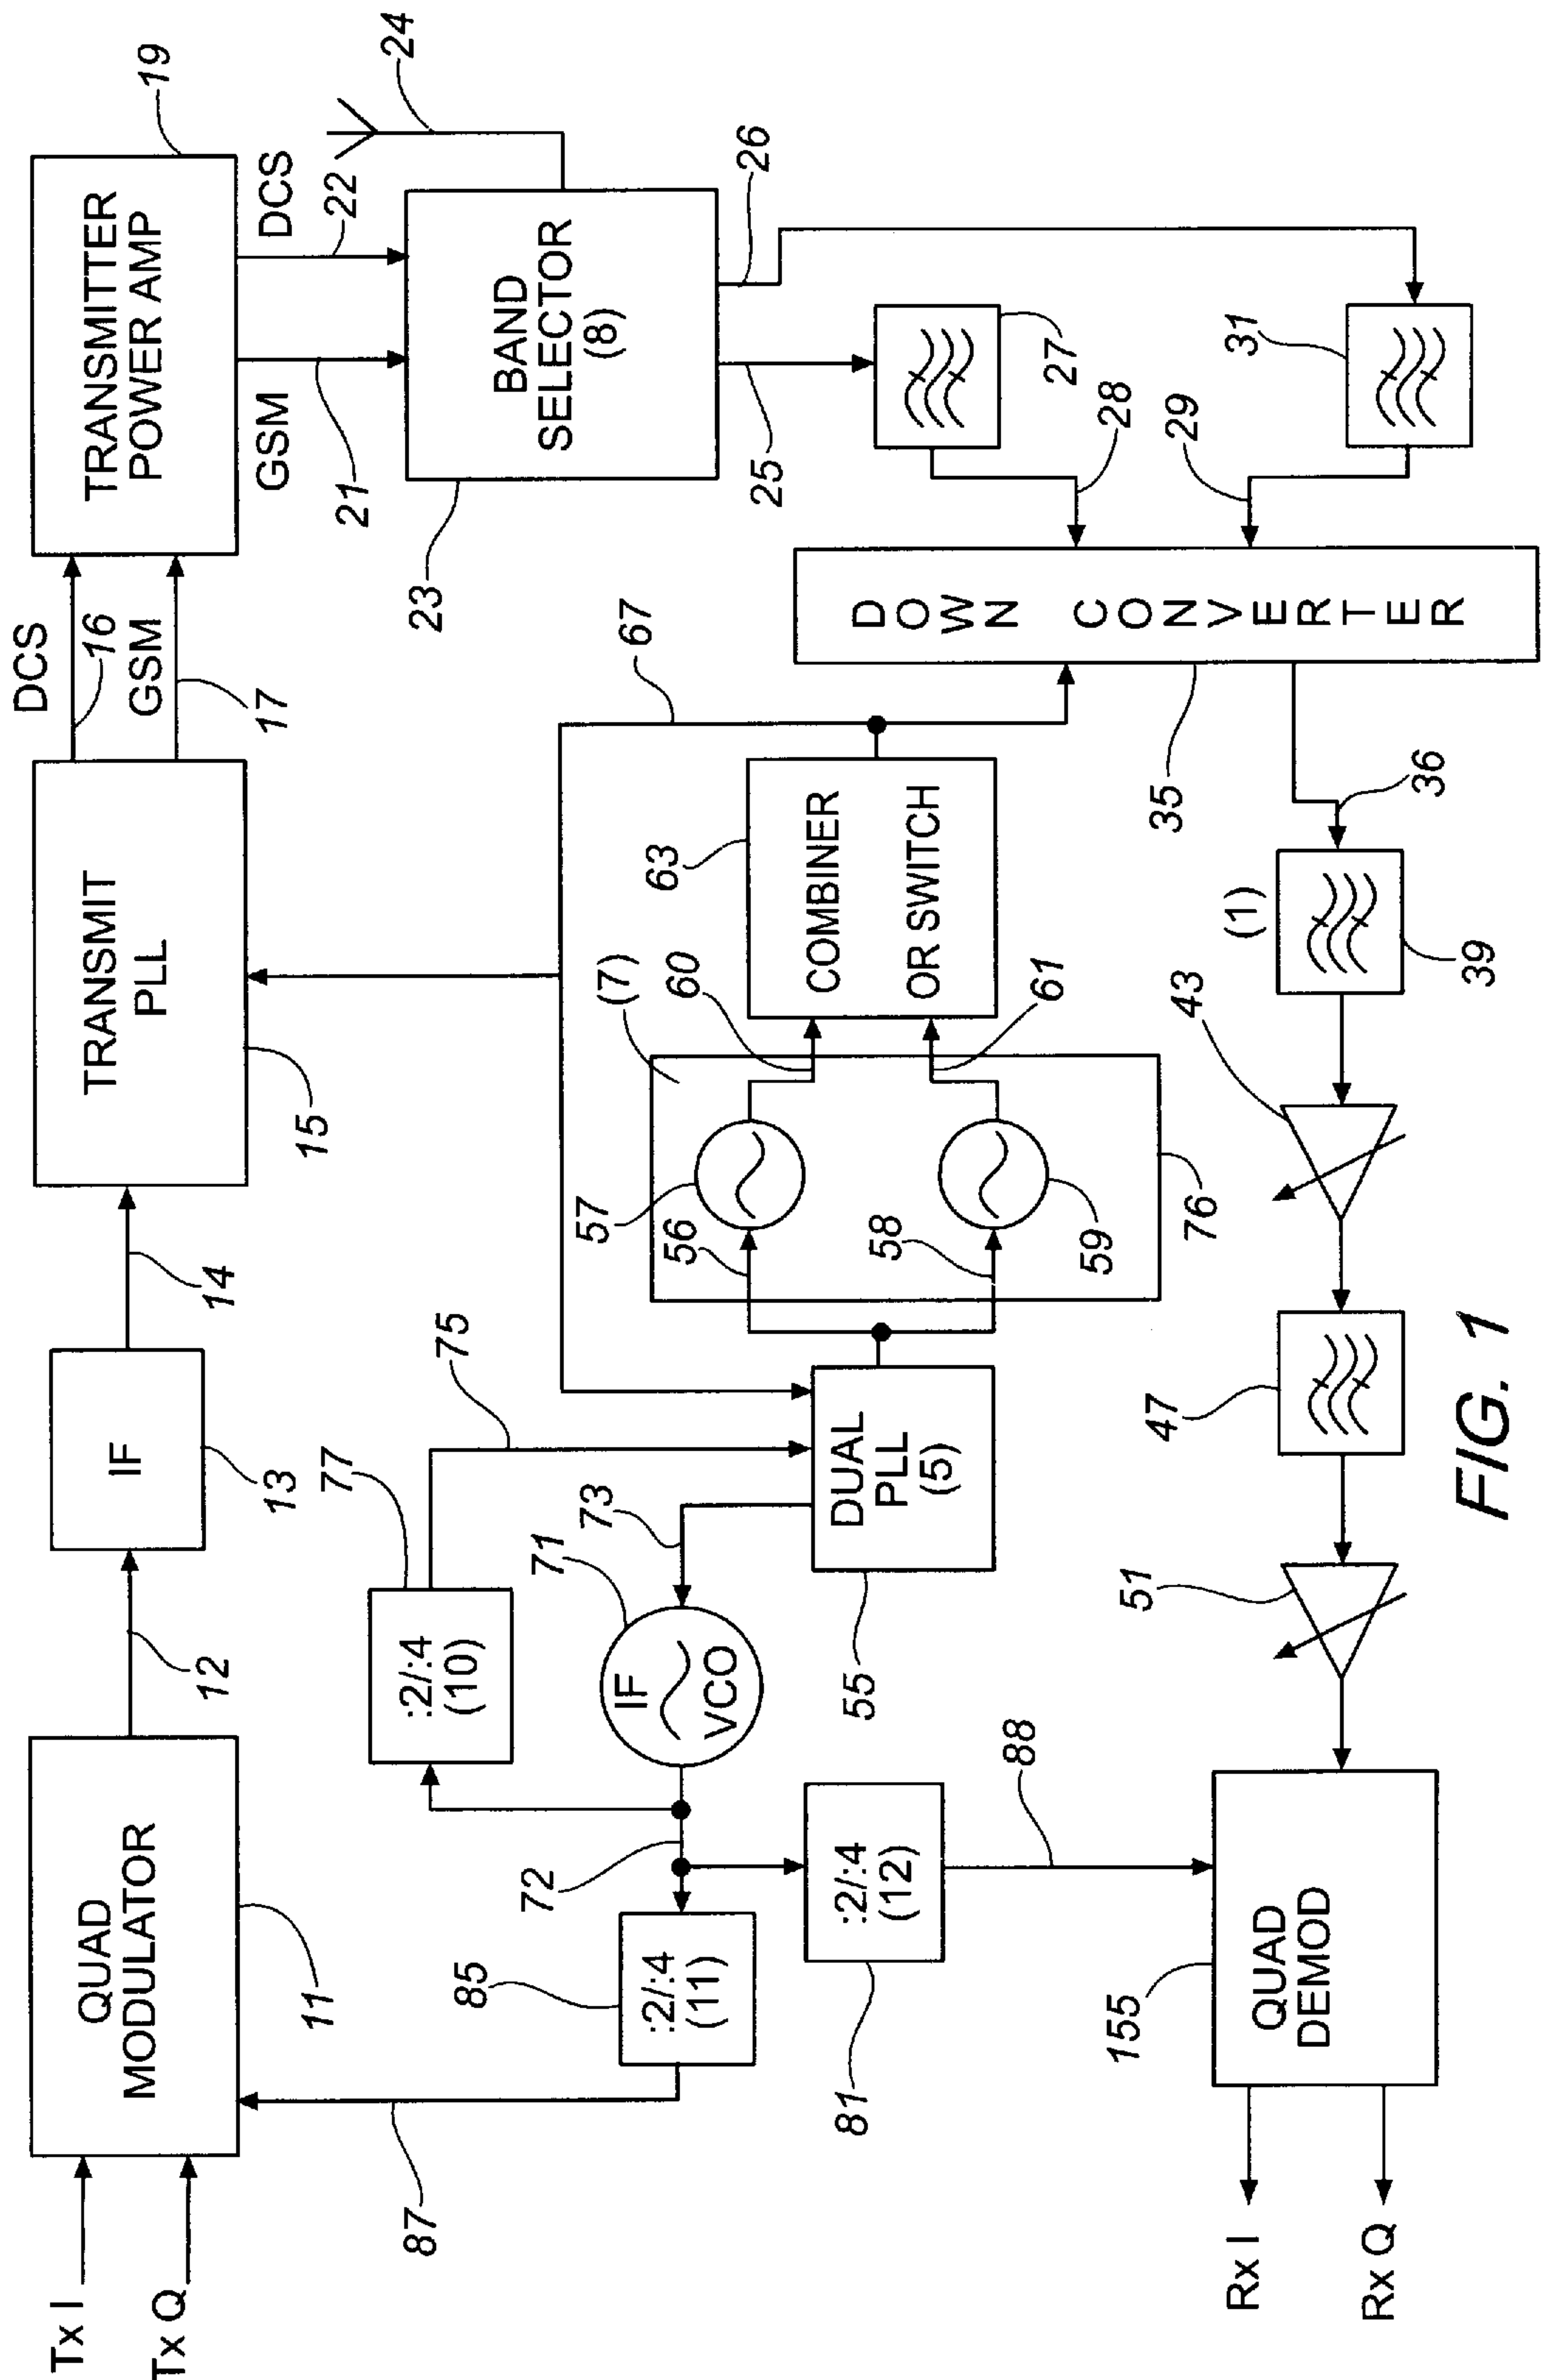 Tx I
Tx Q
QUAD
MODULATOR
11
12
IF
13
14
TRANSMIT
PLL
15
DCS
16
GSM
17
TRANSMITTER
POWER AMP
19
GSM
21
DCS
22
24
BAND
SELECTOR
(8)
23
25
26
27
28
29
31
DOWN CONVERTER
35
36
67
COMBINER
OR SWITCH
63
60
61
(7)
57
56
58
59
76
75
77
:2/:4
(10)
73
71
IF
VCO
DUAL
PLL
(5)
55
72
85
:2/:4
(11)
87
:2/:4
(12)
81
88
(1)
39
43
47
51
QUAD
DEMOD
155
Rx I
Rx Q
FIG. 1